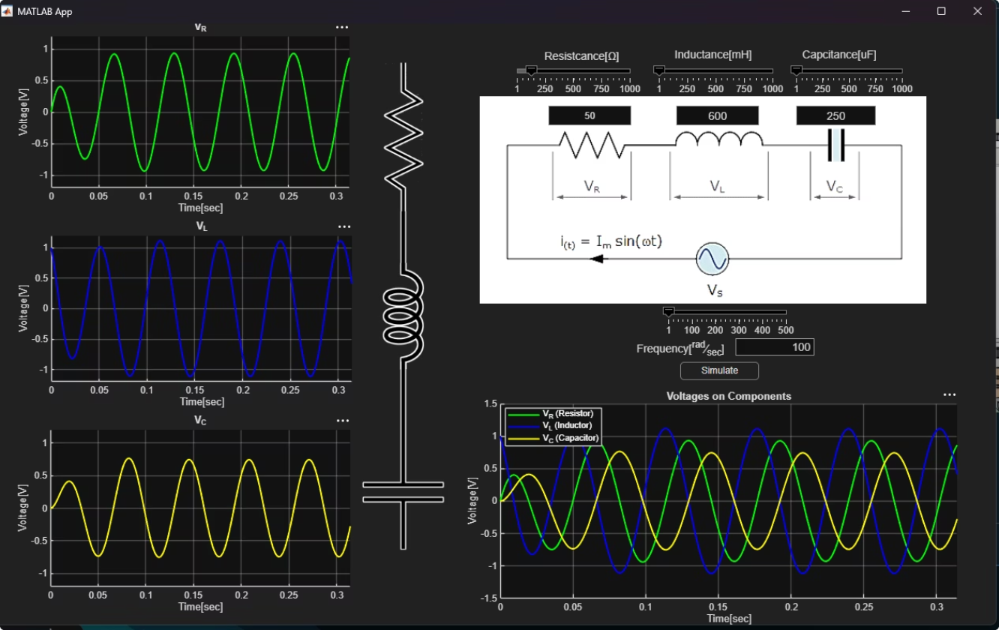 MATLAB App
V_R
Voltage[V]
1
0.5
0
-0.5
-1
0 0.05 0.1 0.15 0.2 0.25 0.3
Time[sec]
V_L
Voltage[V]
1
0.5
0
-0.5
-1
0 0.05 0.1 0.15 0.2 0.25 0.3
Time[sec]
V_C
Voltage[V]
1
0.5
0
-0.5
-1
0 0.05 0.1 0.15 0.2 0.25 0.3
Time[sec]
Resistcance[Ω]
1 250 500 750 1000
Inductance[mH]
1 250 500 750 1000
Capcitance[uF]
1 250 500 750 1000
50
600
250
V_R
V_L
V_C
i_(t) = I_m sin(ωt)
V_S
1 100 200 300 400 500
Frequency[rad/sec]
100
Simulate
Voltages on Components
V_R (Resistor)
V_L (Inductor)
V_C (Capacitor)
Voltage[V]
1.5
1
0.5
0
-0.5
-1
-1.5
0 0.05 0.1 0.15 0.2 0.25 0.3
Time[sec]